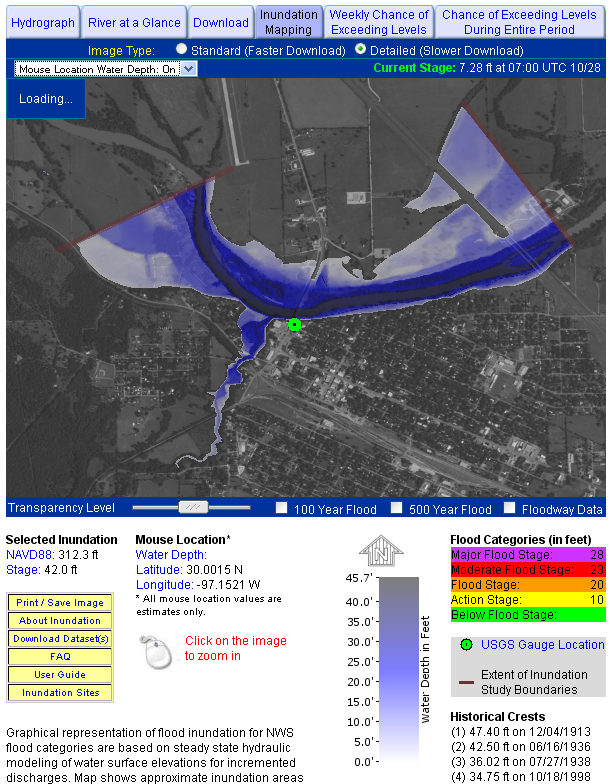 Hydrograph
River at a Glance
Download
Inundation
Mapping
Weekly Chance of
Exceeding Levels
Chance of Exceeding Levels
During Entire Period
Image Type: Standard (Faster Download) Detailed (Slower Download)
Mouse Location Water Depth: On
Current Stage: 7.28 ft at 07:00 UTC 10/28
Loading...
Transparency Level
100 Year Flood
500 Year Flood
Floodway Data
Selected Inundation
NAVD88: 312.3 ft
Stage: 42.0 ft
Print / Save Image
About Inundation
Download Dataset(s)
FAQ
User Guide
Inundation Sites
Mouse Location*
Water Depth:
Latitude: 30.0015 N
Longitude: -97.1521 W
* All mouse location values are
estimates only.
Click on the image
to zoom in
N
45.7'
35.0'
30.0'
25.0'
20.0'
15.0'
10.0'
5.0'
0.0'
Water Depth in Feet
Flood Categories (in feet)
Major Flood Stage: 28
Moderate Flood Stage: 23
Flood Stage: 20
Action Stage: 10
Below Flood Stage:
USGS Gauge Location
Extent of Inundation
Study Boundaries
Historical Crests
(1) 47.40 ft on 12/04/1913
(2) 42.50 ft on 06/16/1936
(3) 36.02 ft on 07/27/1938
(4) 34.75 ft on 10/18/1998
Graphical representation of flood inundation for NWS
flood categories are based on steady state hydraulic
modeling of water surface elevations for incremented
discharges. Map shows approximate inundation areas